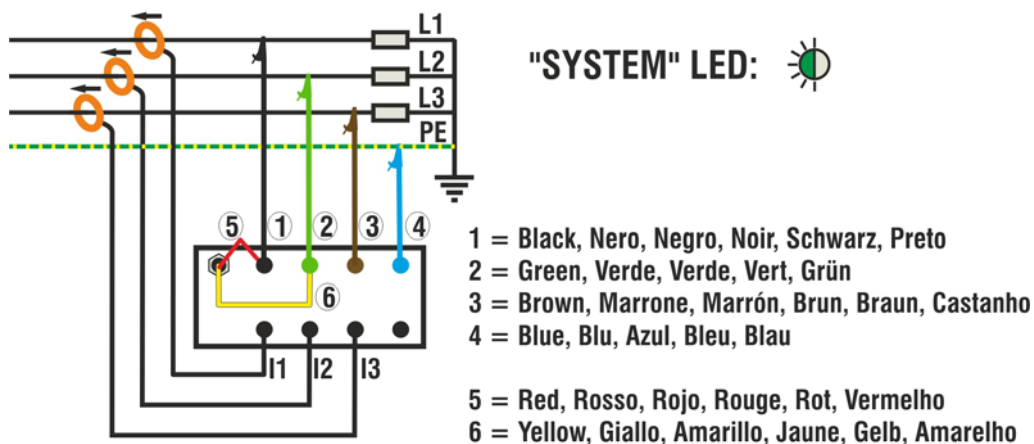 L1
"SYSTEM" LED:
L2
L3
PE
5 1 2 3 4
1 = Black, Nero, Negro, Noir, Schwarz, Preto
2 = Green, Verde, Verde, Vert, Grün
6
3 = Brown, Marrone, Marrón, Brun, Braun, Castanho
4 = Blue, Blu, Azul, Bleu, Blau
I1 I2 I3
5 = Red, Rosso, Rojo, Rouge, Rot, Vermelho
6 = Yellow, Giallo, Amarillo, Jaune, Gelb, Amarelho